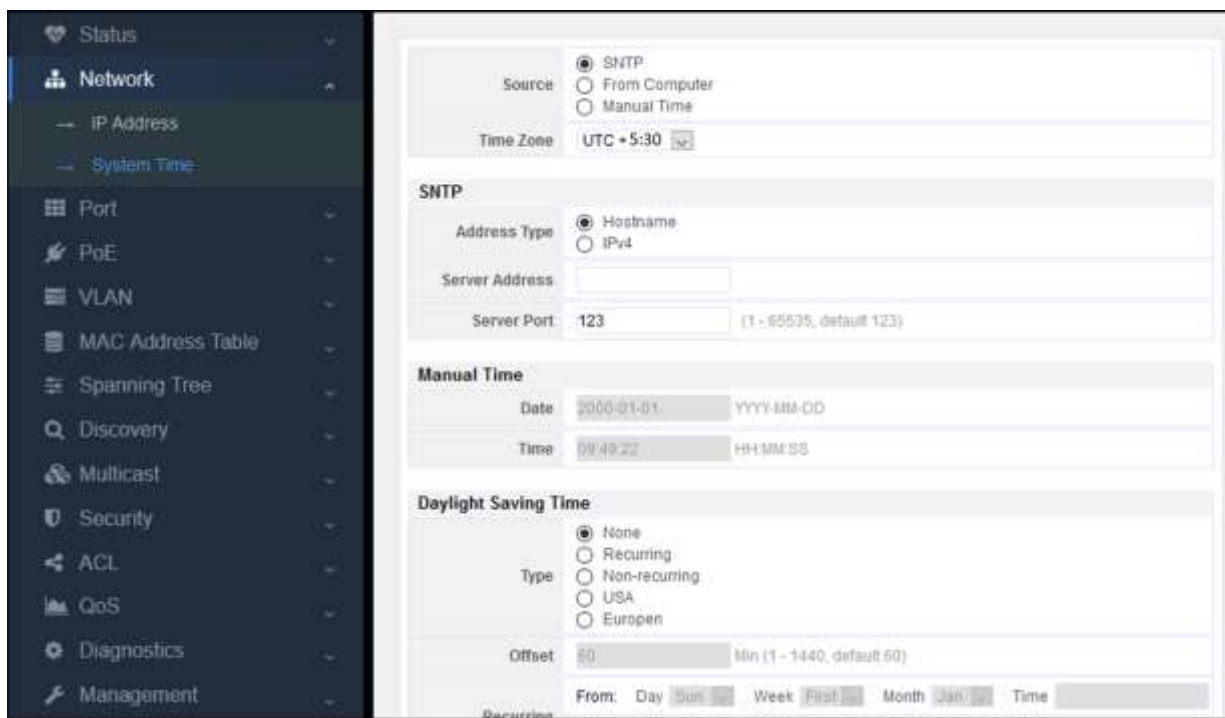 Status
Network
IP Address
System Time
Port
PoE
VLAN
MAC Address Table
Spanning Tree
Discovery
Multicast
Security
ACL
QoS
Diagnostics
Management
Source
SNTP
From Computer
Manual Time
Time Zone UTC +5:30
SNTP
Address Type
Hostname
IPv4
Server Address
Server Port 123 (1 - 65535, default 123)
Manual Time
Date 2000-01-01 YYYY-MM-DD
Time 09:49:22 HH:MM:SS
Daylight Saving Time
Type
None
Recurring
Non-recurring
USA
Europen
Offset 60 Min (1 - 1440, default 60)
Recurring
From: Day Sun Week First Month Jan Time